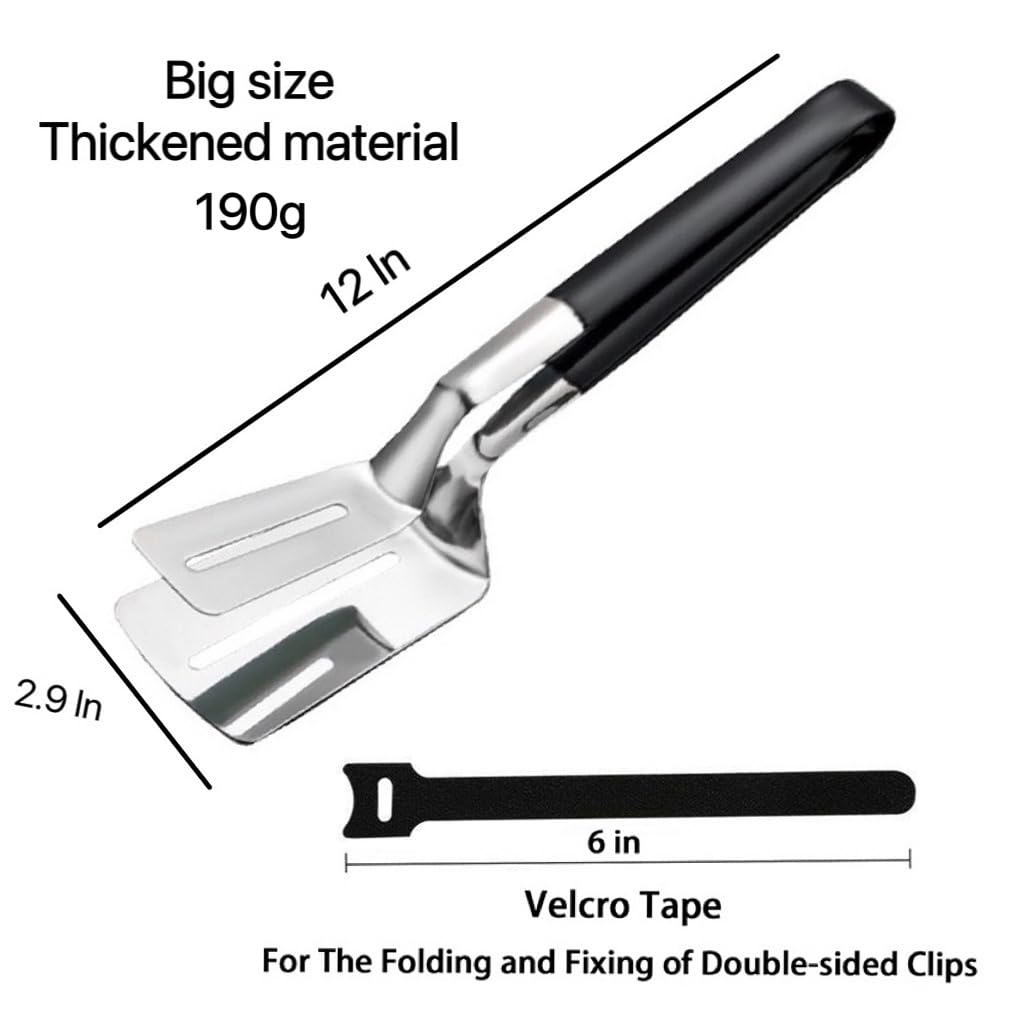 Big size
Thickened material
190g
12 In
2.9 In
6 in
Velcro Tape
For The Folding and Fixing of Double-sided Clips